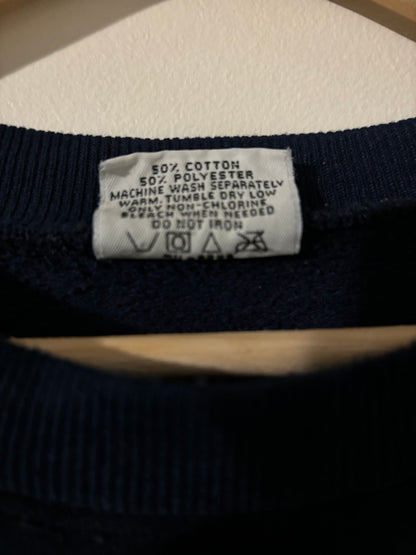 50% COTTON
50% POLYESTER
MACHINE WASH SEPARATELY
WARM, TUMBLE DRY LOW
ONLY NON-CHLORINE
BLEACH WHEN NEEDED
DO NOT IRON